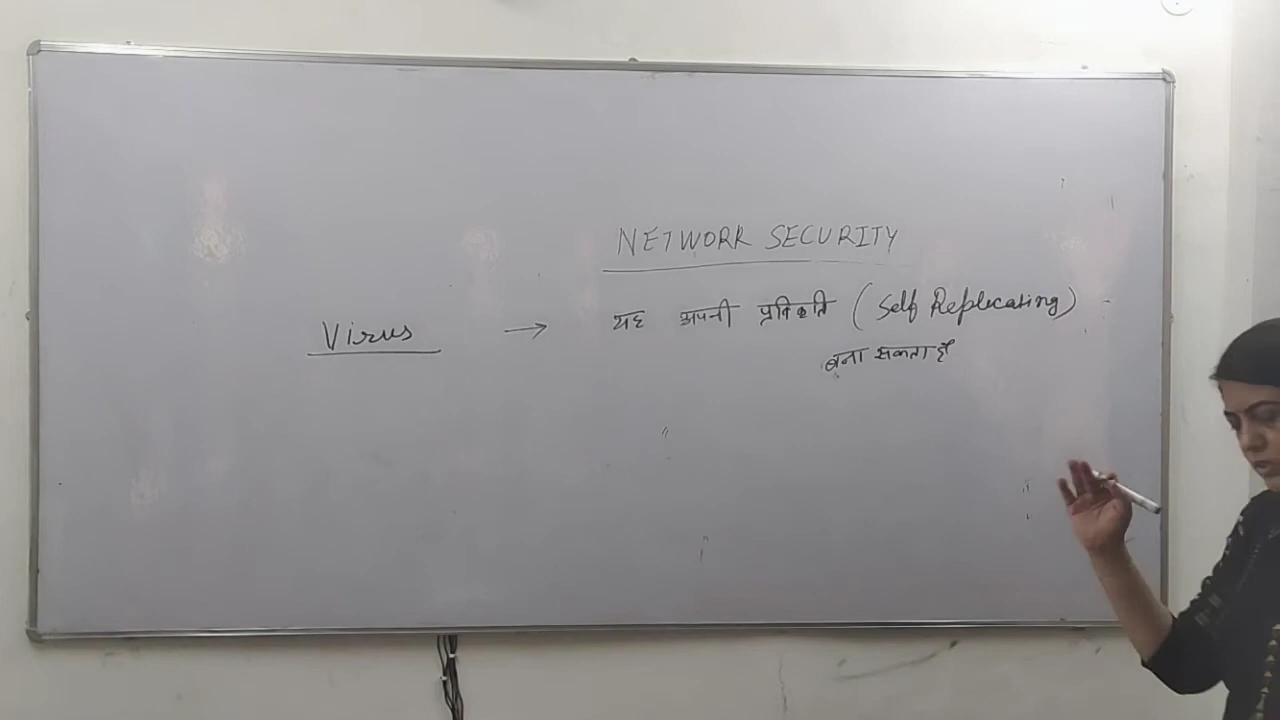 NETWORK SECURITY
Virus → यह अपनी प्रतिकृति (Self Replicating)
बना सकता है